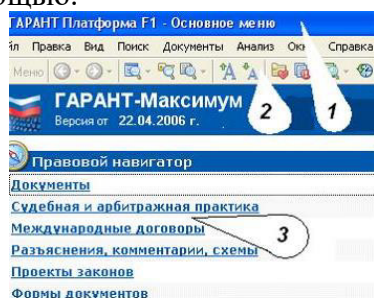 ощью.
ГАРАНТ Платформа F1 - Основное меню
йл Правка Вид Поиск Документы Анализ Окн Справка
Меню
ГАРАНТ-Максимум
Версия от 22.04.2006 г.
2
1
Правовой навигатор
Документы
Судебная и арбитражная практика
Международные договоры
3
Разъяснения, комментарии, схемы
Проекты законов
Формы документов